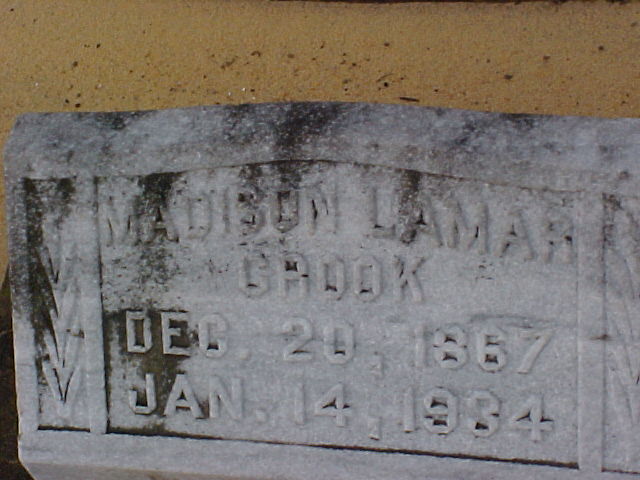 MADISON LAMAR
CROOK
DEC. 20, 1867
JAN. 14, 1934